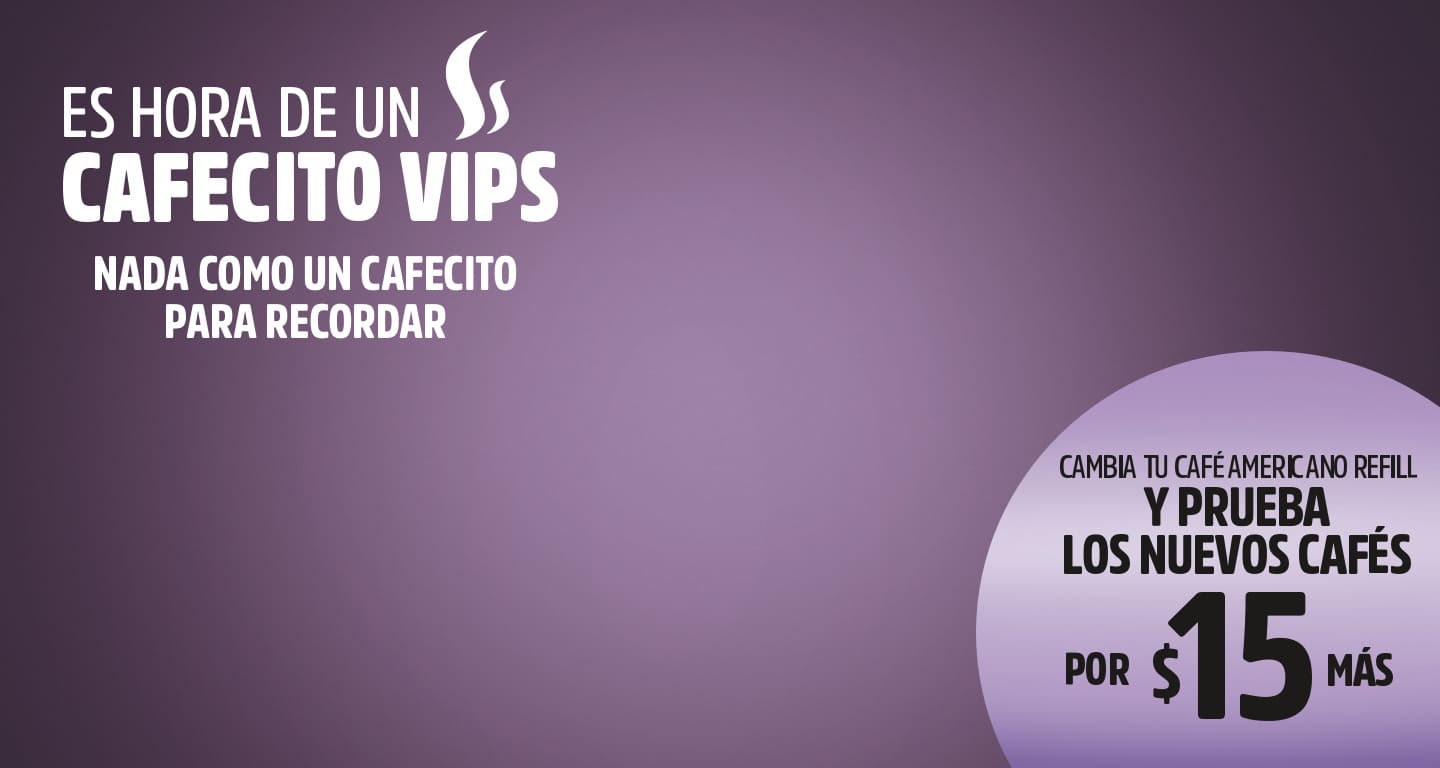 ES HORA DE UN
CAFECITO VIPS
NADA COMO UN CAFECITO
PARA RECORDAR
CAMBIA TU CAFÉ AMERICANO REFILL
Y PRUEBA
LOS NUEVOS CAFÉS
POR $15 MÁS